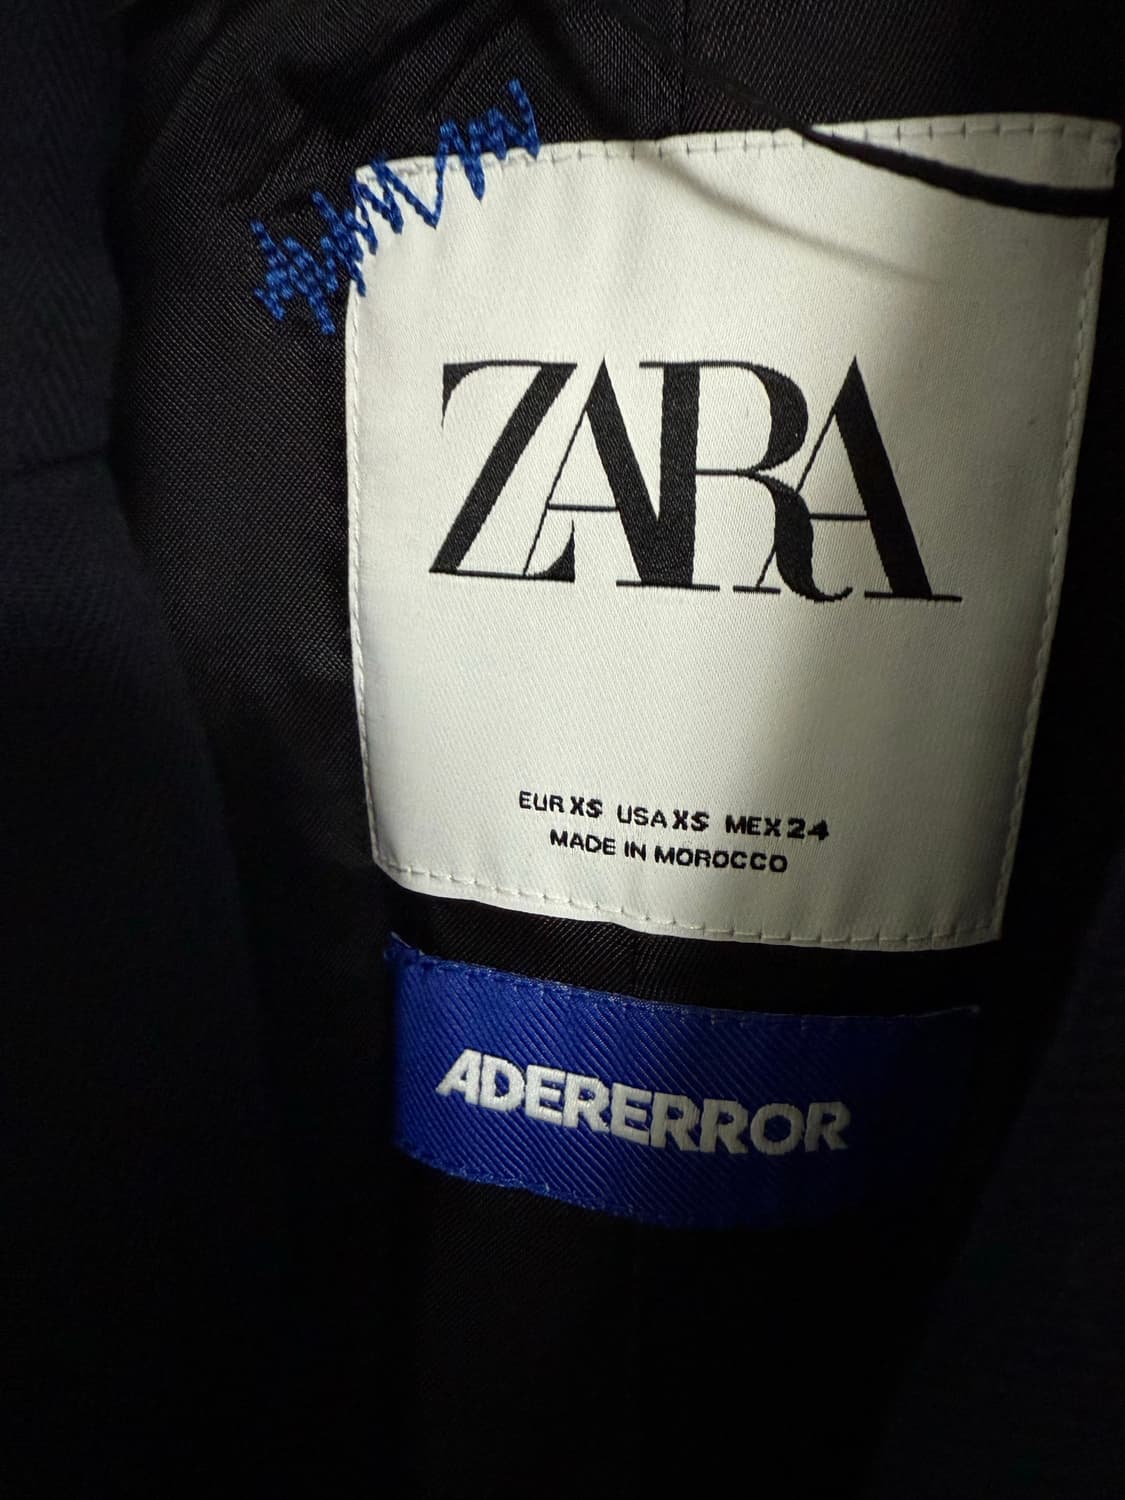 ZARA
EUR XS USA XS MEX 24
MADE IN MOROCCO
ADERERROR